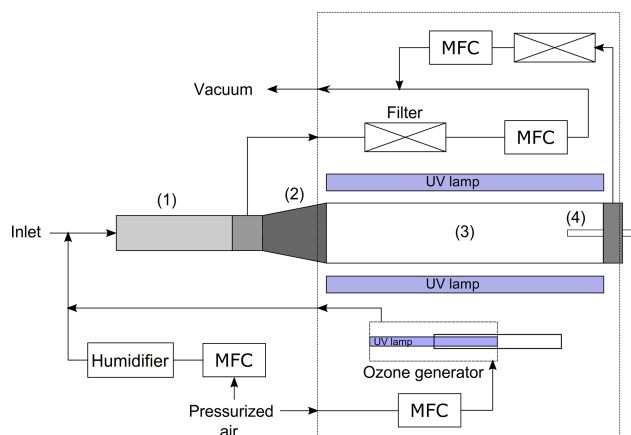 MFC
Vacuum
Filter
MFC
UV lamp
(1)
(2)
(3)
(4)
Inlet
UV lamp
UV lamp
Humidifier
MFC
Ozone generator
MFC
Pressurized
air